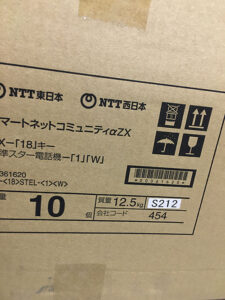 NTT東日本 NTT西日本
マートネットコミュニティαZX
X-「18」キー
準スター電話機-「1」「W」
361620
-<18>STEL-<1><W>
量 10 個
質量 12.5kg S212
会社コード 454